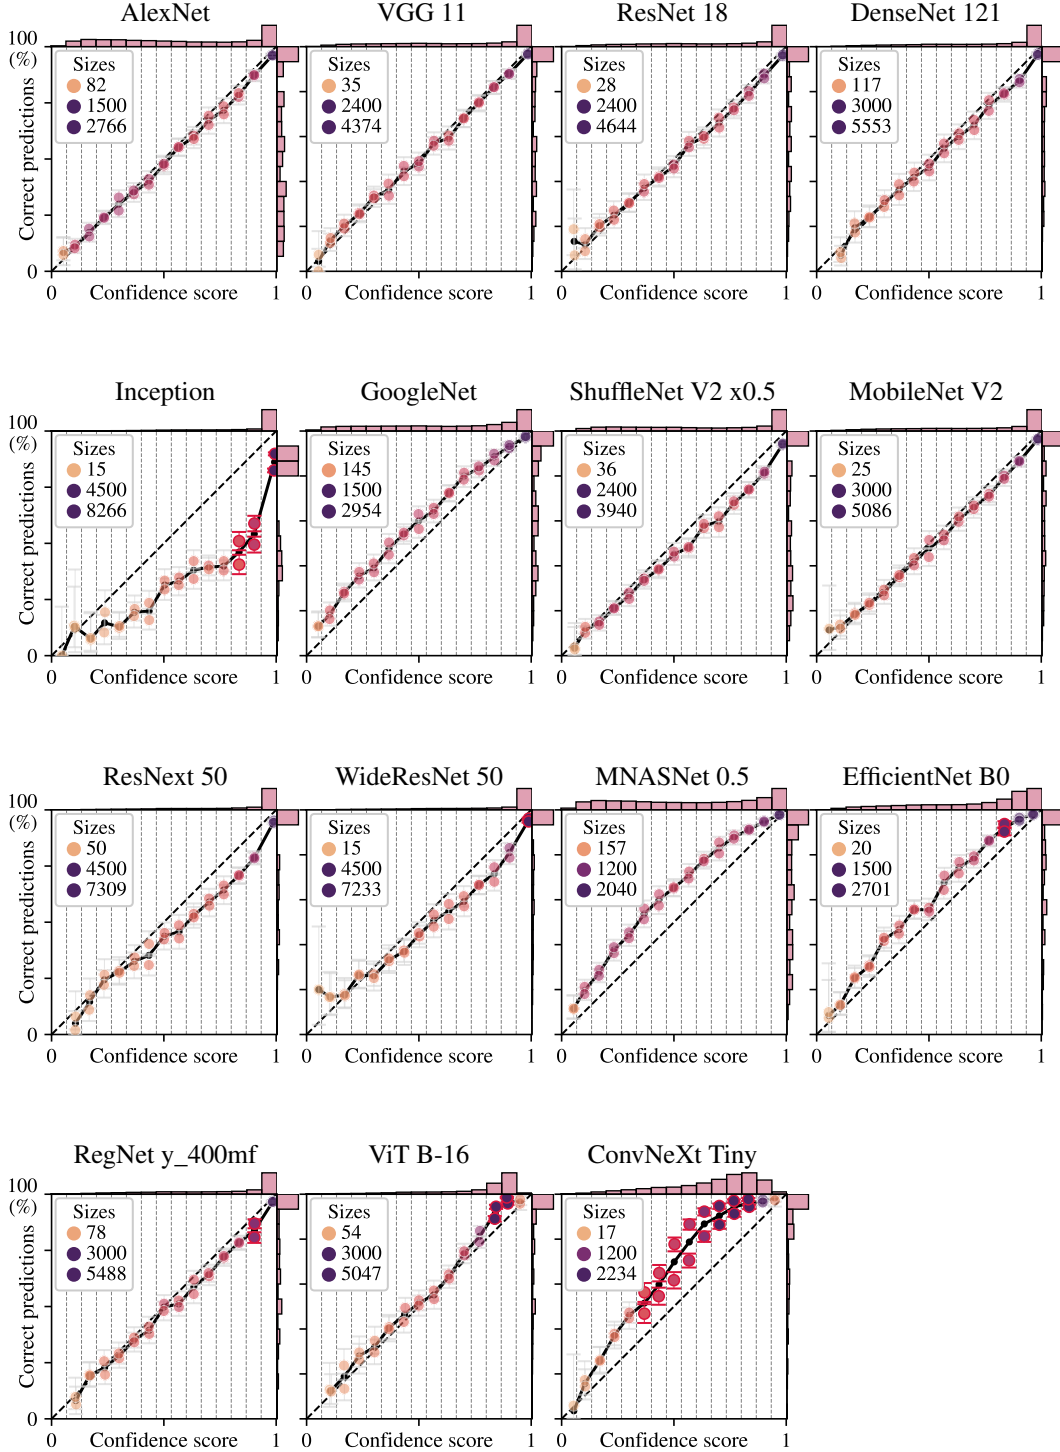 AlexNet
VGG 11
ResNet 18
DenseNet 121
100
(%)
Correct predictions
0
Sizes
82
1500
2766
0 Confidence score 1
Sizes
35
2400
4374
0 Confidence score 1
Sizes
28
2400
4644
0 Confidence score 1
Sizes
117
3000
5553
0 Confidence score 1
Inception
GoogleNet
ShuffleNet V2 x0.5
MobileNet V2
100
(%)
Correct predictions
0
Sizes
15
4500
8266
0 Confidence score 1
Sizes
145
1500
2954
0 Confidence score 1
Sizes
36
2400
3940
0 Confidence score 1
Sizes
25
3000
5086
0 Confidence score 1
ResNext 50
WideResNet 50
MNASNet 0.5
EfficientNet B0
100
(%)
Correct predictions
0
Sizes
50
4500
7309
0 Confidence score 1
Sizes
15
4500
7233
0 Confidence score 1
Sizes
157
1200
2040
0 Confidence score 1
Sizes
20
1500
2701
0 Confidence score 1
RegNet y_400mf
ViT B-16
ConvNeXt Tiny
100
(%)
Correct predictions
0
Sizes
78
3000
5488
0 Confidence score 1
Sizes
54
3000
5047
0 Confidence score 1
Sizes
17
1200
2234
0 Confidence score 1